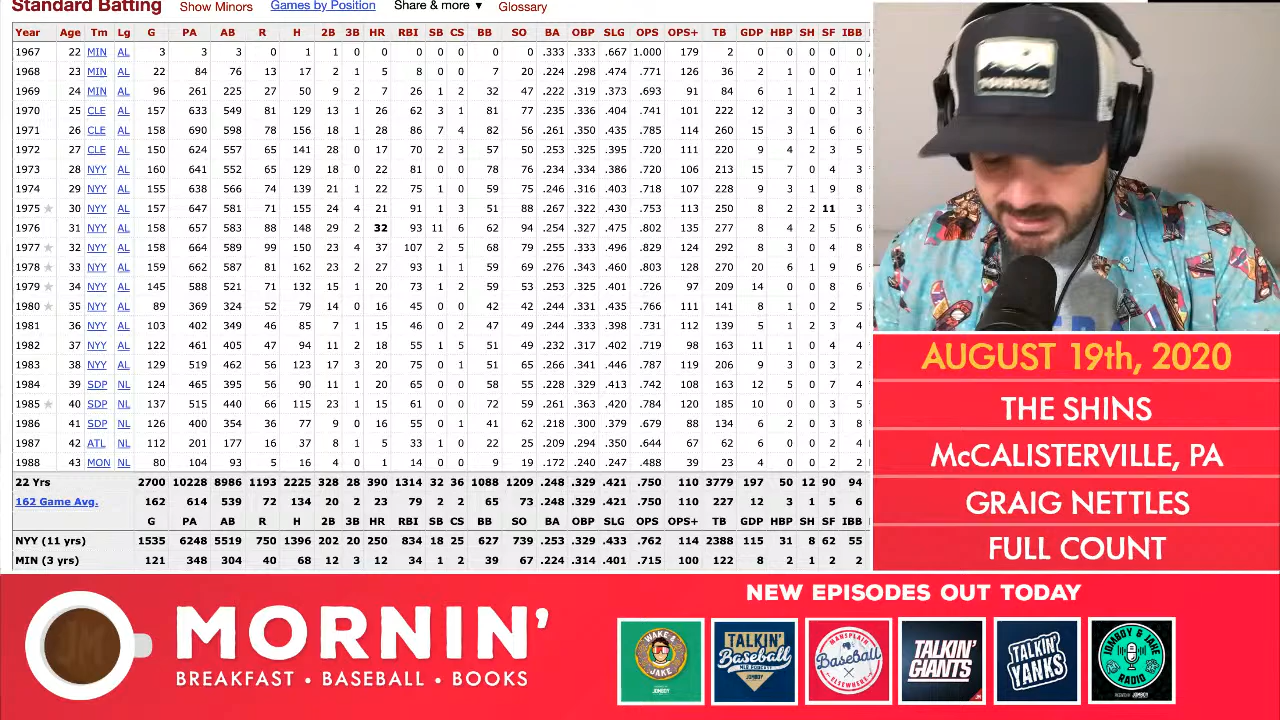 Standard Batting Show Minors Games by Position Share & more ▼ Glossary
Year Age Tm Lg G PA AB R H 2B 3B HR RBI SB CS BB SO BA OBP SLG OPS OPS+ TB GDP HBP SH SF IBB
1967 22 MIN AL 3 3 3 0 1 1 0 0 0 0 0 0 0 .333 .333 .667 1.000 179 2 0 0 0 0 0
1968 23 MIN AL 22 84 76 13 17 2 1 5 8 0 0 7 20 .224 .298 .474 .771 126 36 2 1 0 0 1
1969 24 MIN AL 96 261 225 27 50 9 2 7 26 1 2 32 47 .222 .319 .373 .693 91 84 6 1 1 2 1
1970 25 CLE AL 157 633 549 81 129 13 1 26 62 3 1 81 77 .235 .336 .404 .741 101 222 12 3 0 0 3
1971 26 CLE AL 158 690 598 78 156 18 1 28 86 7 4 82 56 .261 .350 .435 .785 114 260 15 3 1 6 6
1972 27 CLE AL 150 624 557 65 141 28 0 17 70 2 3 57 50 .253 .325 .395 .720 111 220 9 4 2 3 5
1973 28 NYY AL 160 641 552 65 129 18 0 22 81 0 0 78 76 .234 .334 .386 .720 106 213 15 7 0 4 3
1974 29 NYY AL 155 638 566 74 139 21 1 22 75 1 0 59 75 .246 .316 .403 .718 107 228 9 3 1 9 8
1975 ★ 30 NYY AL 157 647 581 71 155 24 4 21 91 1 3 51 88 .267 .322 .430 .753 113 250 8 2 2 11 3
1976 31 NYY AL 158 657 583 88 148 29 2 32 93 11 6 62 94 .254 .327 .475 .802 135 277 8 4 2 5 6
1977 ★ 32 NYY AL 158 664 589 99 150 23 4 37 107 2 5 68 79 .255 .333 .496 .829 124 292 8 3 0 4 8
1978 ★ 33 NYY AL 159 662 587 81 162 23 2 27 93 1 1 59 69 .276 .343 .460 .803 128 270 20 6 1 9 6
1979 ★ 34 NYY AL 145 588 521 71 132 15 1 20 73 1 2 59 53 .253 .325 .401 .726 97 209 14 0 0 8 6
1980 ★ 35 NYY AL 89 369 324 52 79 14 0 16 45 0 0 42 42 .244 .331 .435 .766 111 141 8 1 0 2 5
1981 36 NYY AL 103 402 349 46 85 7 1 15 46 0 2 47 49 .244 .333 .398 .731 112 139 5 1 2 3 4
1982 37 NYY AL 122 461 405 47 94 11 2 18 55 1 5 51 49 .232 .317 .402 .719 98 163 11 1 0 4 4
1983 38 NYY AL 129 519 462 56 123 17 3 20 75 0 1 51 65 .266 .341 .446 .787 119 206 9 3 0 3 8
1984 39 SDP NL 124 465 395 56 90 11 1 20 65 0 0 58 55 .228 .329 .413 .742 108 163 12 5 0 7 4
1985 ★ 40 SDP NL 137 515 440 66 115 23 1 15 61 0 0 72 59 .261 .363 .420 .784 120 185 10 0 0 3 5
1986 41 SDP NL 126 400 354 36 77 9 0 16 55 0 1 41 62 .218 .300 .379 .679 88 134 6 2 0 3 8
1987 42 ATL NL 112 201 177 16 37 8 1 5 33 1 0 22 25 .209 .294 .350 .644 67 62 6 0 0 2 4
1988 43 MON NL 80 104 93 5 16 4 0 1 14 0 0 9 19 .172 .240 .247 .488 39 23 4 0 0 2 2
22 Yrs 2700 10228 8986 1193 2225 328 28 390 1314 32 36 1088 1209 .248 .329 .421 .750 110 3779 197 50 12 90 94
162 Game Avg. 162 614 539 72 134 20 2 23 79 2 2 65 73 .248 .329 .421 .750 110 227 12 3 1 5 6
G PA AB R H 2B 3B HR RBI SB CS BB SO BA OBP SLG OPS OPS+ TB GDP HBP SH SF IBB
NYY (11 yrs) 1535 6248 5519 750 1396 202 20 250 834 18 25 627 739 .253 .329 .433 .762 114 2388 115 31 8 62 55
MIN (3 yrs) 121 348 304 40 68 12 3 12 34 1 2 39 67 .224 .314 .401 .715 100 122 8 2 1 2 2
AUGUST 19th, 2020
THE SHINS
McCALISTERVILLE, PA
GRAIG NETTLES
FULL COUNT
MORNIN'
BREAKFAST • BASEBALL • BOOKS
NEW EPISODES OUT TODAY
WAKE & JAKE
TALKIN' Baseball
MLB PODCAST
JOMBOY
MANSPLAIN
Baseball
ELSEWHERE
TALKIN' GIANTS
TALKIN' YANKS
JOMBOY & JAKE
RADIO